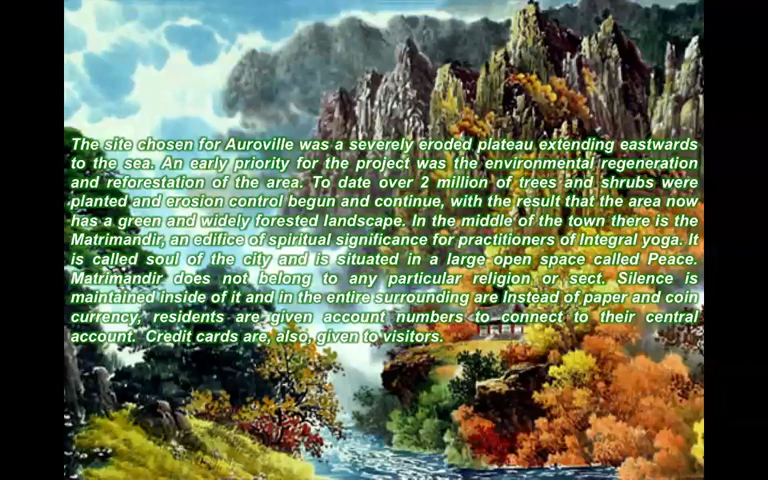 The site chosen for Auroville was a severely eroded plateau extending eastwards
to the sea. An early priority for the project was the environmental regeneration
and reforestation of the area. To date over 2 million of trees and shrubs were
planted and erosion control begun and continue, with the result that the area now
has a green and widely forested landscape. In the middle of the town there is the
Matrimandir, an edifice of spiritual significance for practitioners of Integral yoga. It
is called soul of the city and is situated in a large open space called Peace.
Matrimandir does not belong to any particular religion or sect. Silence is
maintained inside of it and in the entire surrounding are Instead of paper and coin
currency, residents are given account numbers to connect to their central
account. Credit cards are, also, given to visitors.